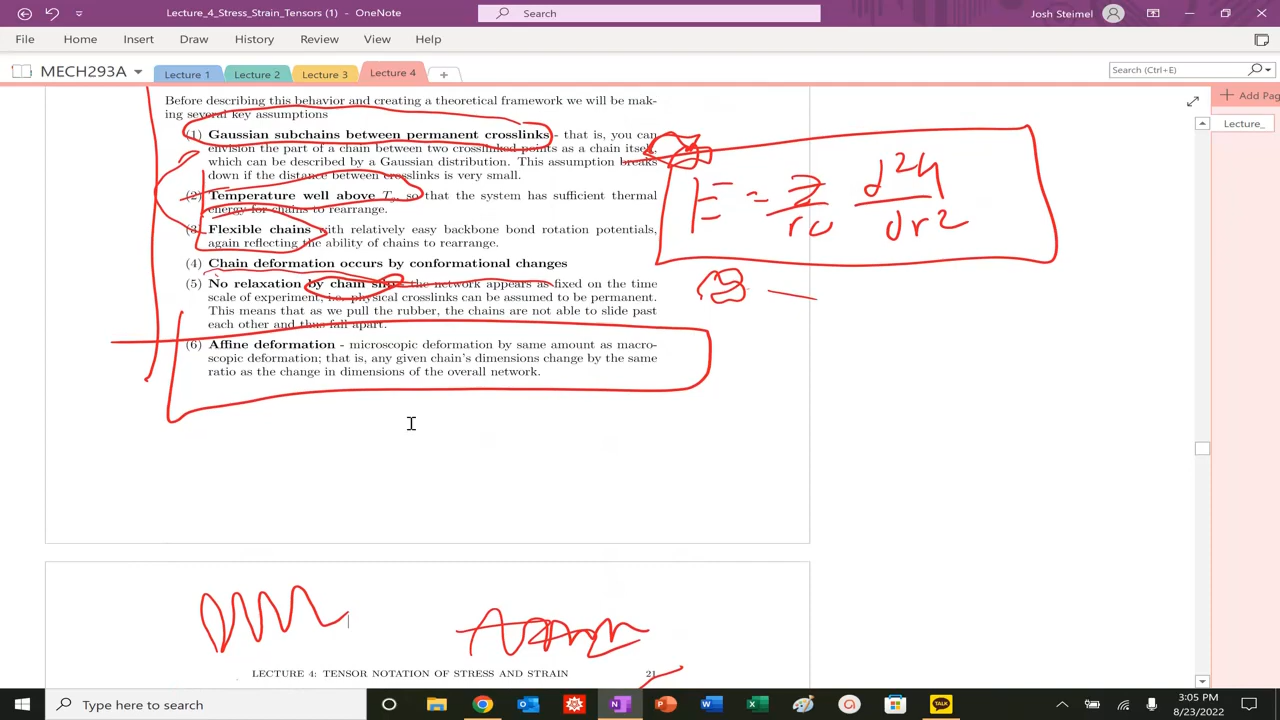 Lecture_4_Stress_Strain_Tensors (1) - OneNote
Search
Josh Steimel
File Home Insert Draw History Review View Help
MECH293A
Lecture 1 Lecture 2 Lecture 3 Lecture 4
Search (Ctrl+E)
Add Pag
Lecture_
Before describing this behavior and creating a theoretical framework we will be mak-
ing several key assumptions
(1) Gaussian subchains between permanent crosslinks - that is, you can
envision the part of a chain between two crosslinked points as a chain itself,
which can be described by a Gaussian distribution. This assumption breaks
down if the distance between crosslinks is very small.
(2) Temperature well above Tg, so that the system has sufficient thermal
energy for chains to rearrange.
(3) Flexible chains with relatively easy backbone bond rotation potentials,
again reflecting the ability of chains to rearrange.
(4) Chain deformation occurs by conformational changes
(5) No relaxation by chain slip: the network appears as fixed on the time
scale of experiment, i.e. physical crosslinks can be assumed to be permanent.
This means that as we pull the rubber, the chains are not able to slide past
each other and thus fall apart.
(6) Affine deformation - microscopic deformation by same amount as macro-
scopic deformation; that is, any given chain's dimensions change by the same
ratio as the change in dimensions of the overall network.
E =
d²u
dr²
LECTURE 4: TENSOR NOTATION OF STRESS AND STRAIN 21
Type here to search
TALK
3:05 PM
8/23/2022